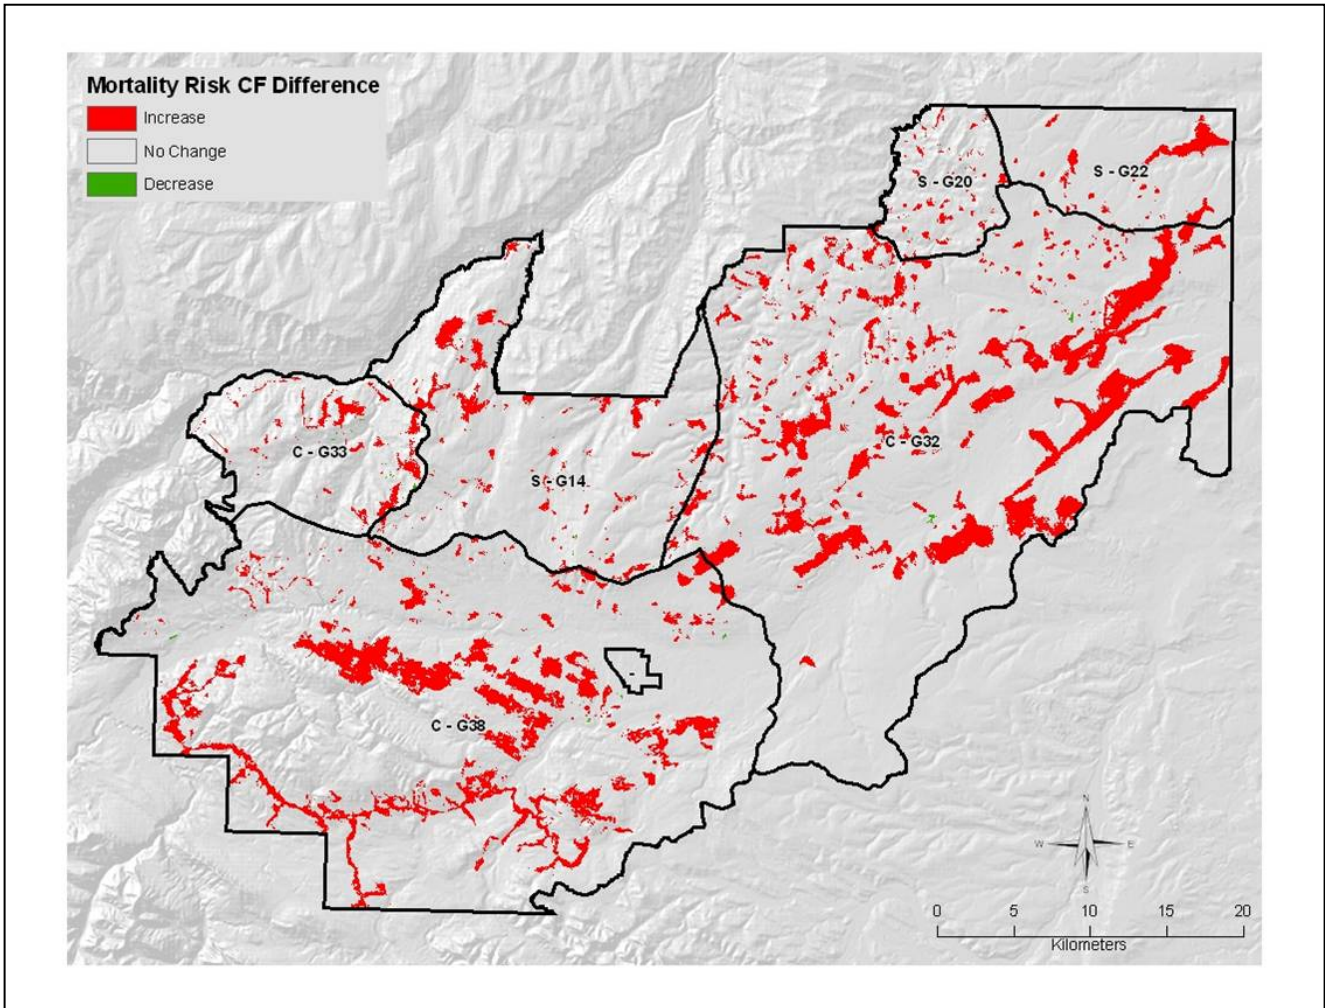 Mortality Risk CF Difference
Increase
No Change
Decrease
S - G20
S - G22
C - G33
S - G14
C - G32
C - G38
N
W
E
S
0 5 10 15 20
Kilometers